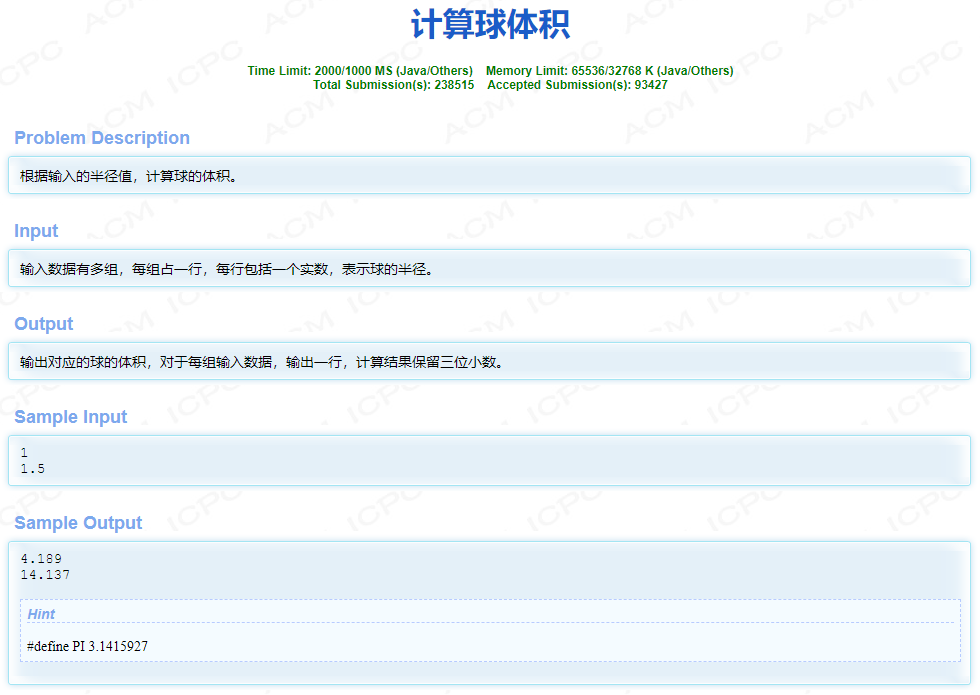 计算球体积
Time Limit: 2000/1000 MS (Java/Others)    Memory Limit: 65536/32768 K (Java/Others)
Total Submission(s): 238515    Accepted Submission(s): 93427
Problem Description
根据输入的半径值，计算球的体积。
Input
输入数据有多组，每组占一行，每行包括一个实数，表示球的半径。
Output
输出对应的球的体积，对于每组输入数据，输出一行，计算结果保留三位小数。
Sample Input
1
1.5
Sample Output
4.189
14.137
Hint
#define PI 3.1415927